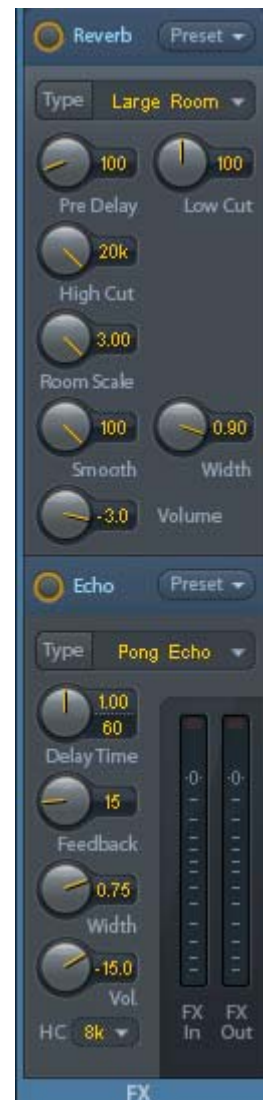 Reverb Preset
Type Large Room
100 100
Pre Delay Low Cut
20k
High Cut
3.00
Room Scale
100 0.90
Smooth Width
-3.0 Volume
Echo Preset
Type Pong Echo
1.00
60
Delay Time
15
Feedback
0.75
Width
-15.0
Vol.
HC 8k
-0- -0-
FX FX
In Out
FX